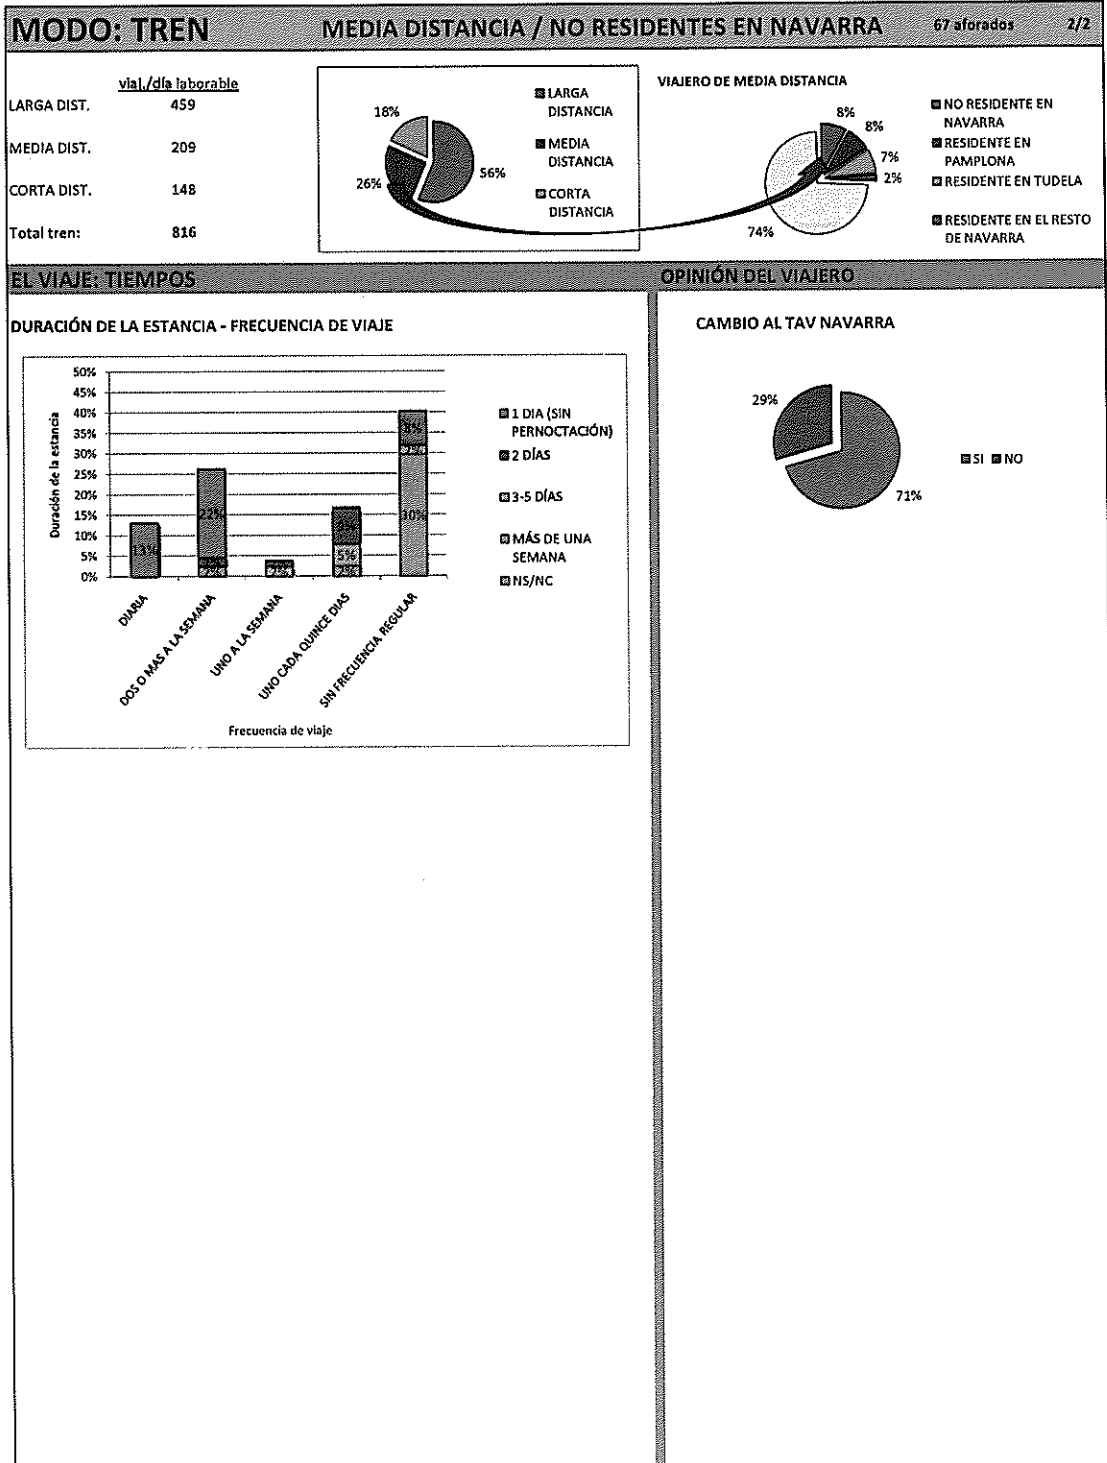 MODO: TREN MEDIA DISTANCIA / NO RESIDENTES EN NAVARRA 67 aforados 2/2
viaj./día laborable
LARGA DIST. 459
MEDIA DIST. 209
CORTA DIST. 148
Total tren: 816
18%
26%
56%
LARGA DISTANCIA
MEDIA DISTANCIA
CORTA DISTANCIA
VIAJERO DE MEDIA DISTANCIA
8%
8%
7%
2%
74%
NO RESIDENTE EN NAVARRA
RESIDENTE EN PAMPLONA
RESIDENTE EN TUDELA
RESIDENTE EN EL RESTO DE NAVARRA
EL VIAJE: TIEMPOS
OPINIÓN DEL VIAJERO
DURACIÓN DE LA ESTANCIA - FRECUENCIA DE VIAJE
Duración de la estancia
50%
45%
40%
35%
30%
25%
20%
15%
10%
5%
0%
13%
22%
2%
5%
2%
8%
2%
30%
DIARIA
DOS O MAS A LA SEMANA
UNO A LA SEMANA
UNO CADA QUINCE DIAS
SIN FRECUENCIA REGULAR
Frecuencia de viaje
1 DIA (SIN PERNOCTACIÓN)
2 DÍAS
3-5 DÍAS
MÁS DE UNA SEMANA
NS/NC
CAMBIO AL TAV NAVARRA
29%
71%
SI NO